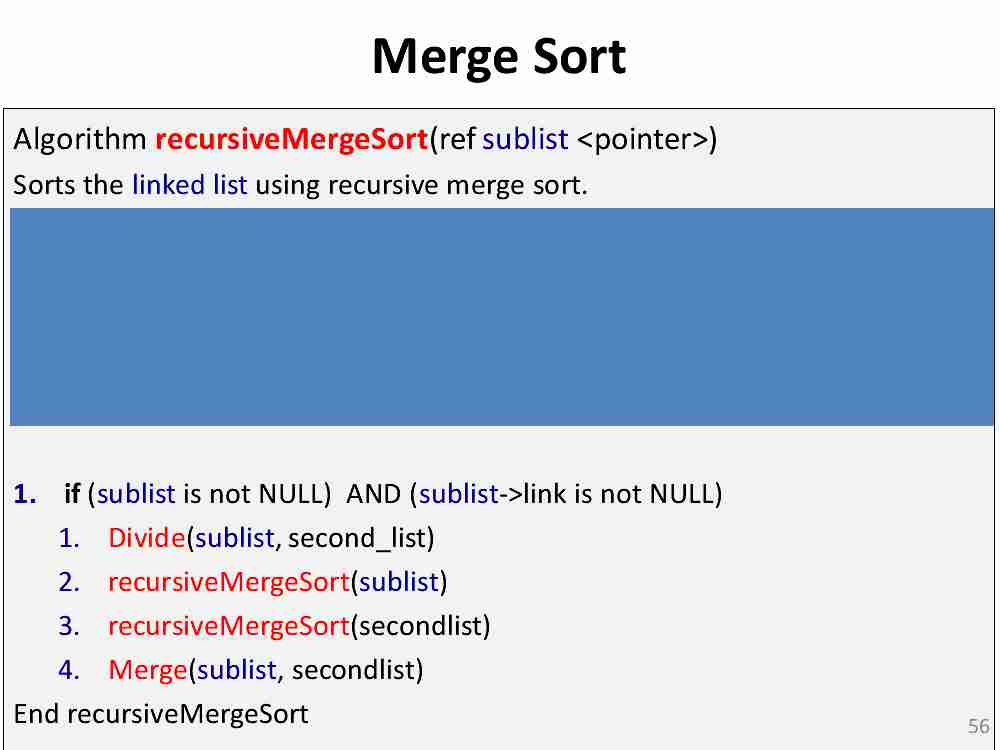 Merge Sort
Algorithm recursiveMergeSort(ref sublist <pointer>)
Sorts the linked list using recursive merge sort.
1. if (sublist is not NULL) AND (sublist->link is not NULL)
1. Divide(sublist, second_list)
2. recursiveMergeSort(sublist)
3. recursiveMergeSort(secondlist)
4. Merge(sublist, secondlist)
End recursiveMergeSort
56